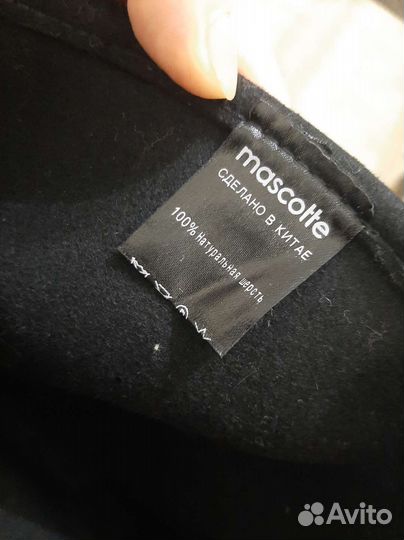 mascotte
СДЕЛАНО В КИТАЕ
100% натуральная шерсть
Avito